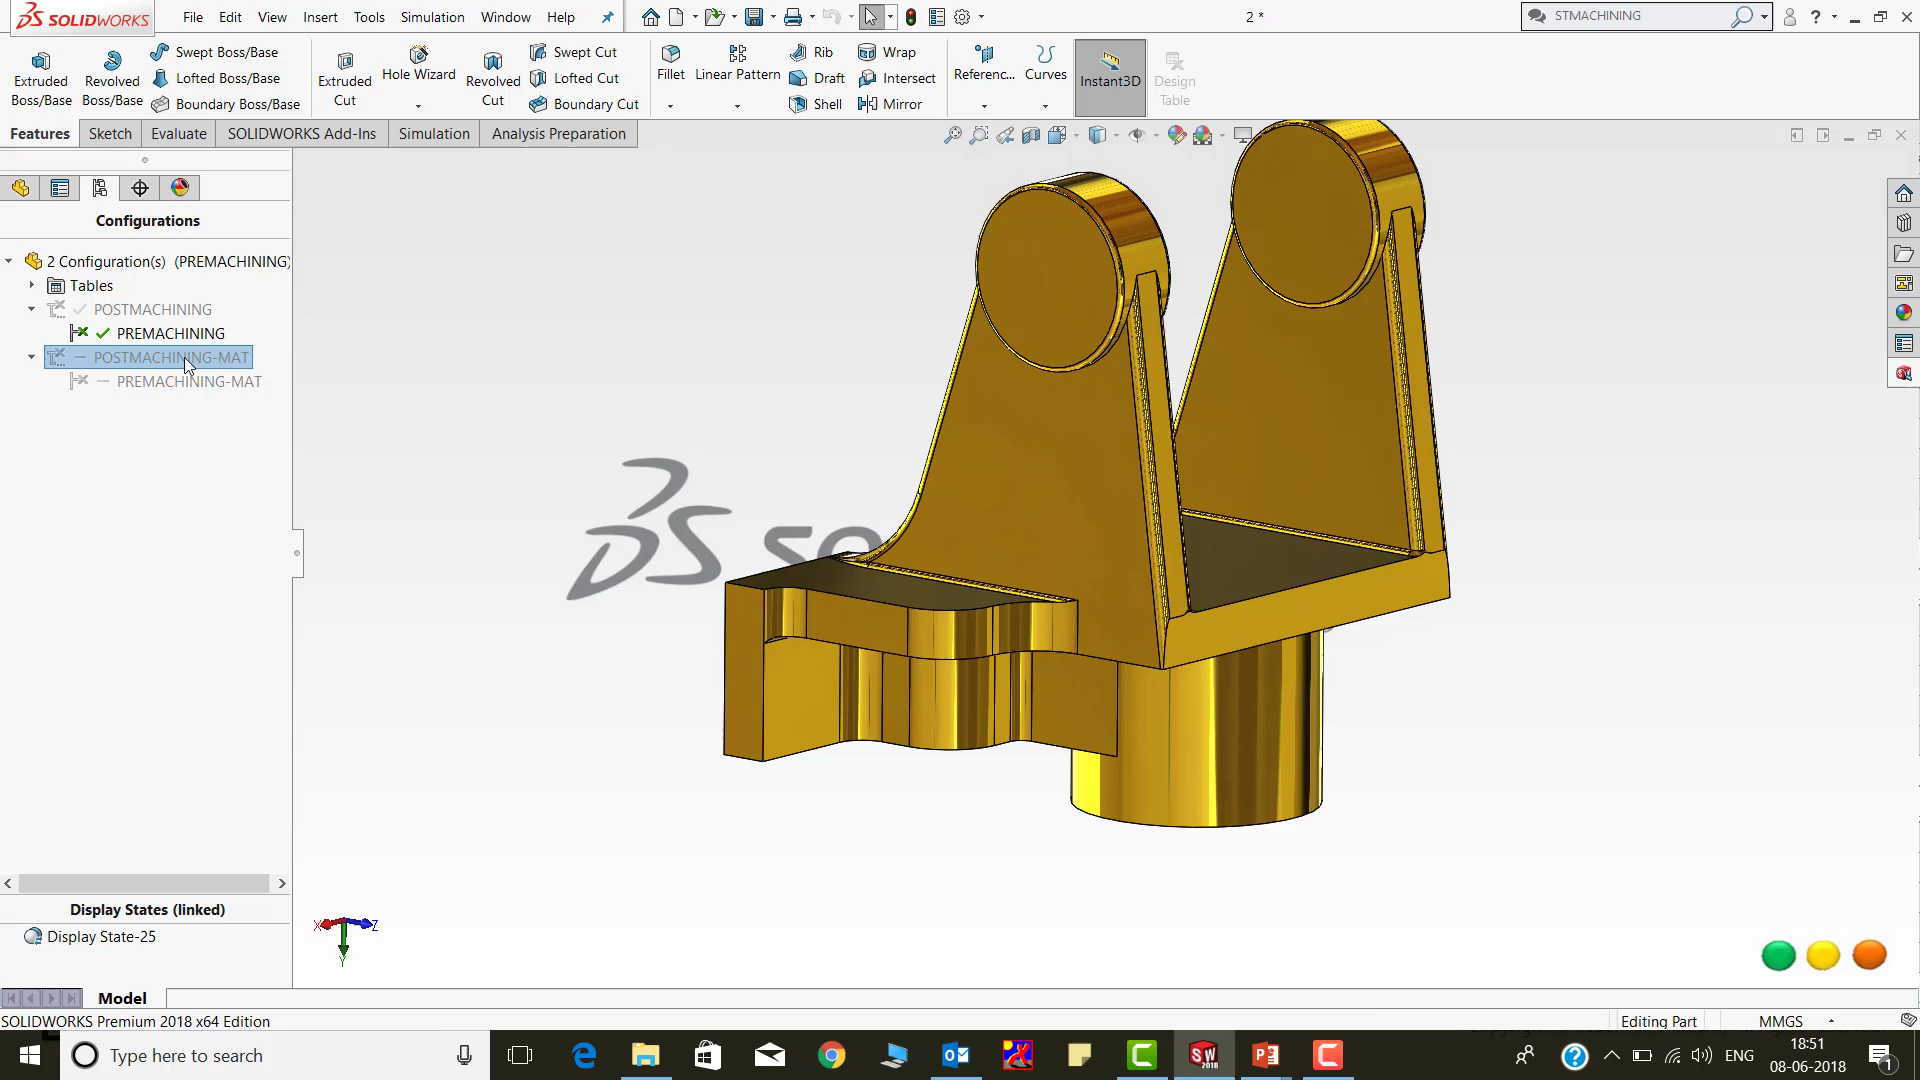 SOLIDWORKS
File Edit View Insert Tools Simulation Window Help
2 *
STMACHINING
Extruded Boss/Base
Revolved Boss/Base
Swept Boss/Base
Lofted Boss/Base
Boundary Boss/Base
Extruded Cut
Hole Wizard
Revolved Cut
Swept Cut
Lofted Cut
Boundary Cut
Fillet
Linear Pattern
Rib
Draft
Shell
Wrap
Intersect
Mirror
Referenc...
Curves
Instant3D
Design Table
Features Sketch Evaluate SOLIDWORKS Add-Ins Simulation Analysis Preparation
Configurations
2 Configuration(s) (PREMACHINING)
Tables
POSTMACHINING
PREMACHINING
POSTMACHINING-MAT
PREMACHINING-MAT
Display States (linked)
Display State-25
X Z
Y
Model
SOLIDWORKS Premium 2018 x64 Edition
Editing Part
MMGS
Type here to search
ENG
18:51
08-06-2018
1